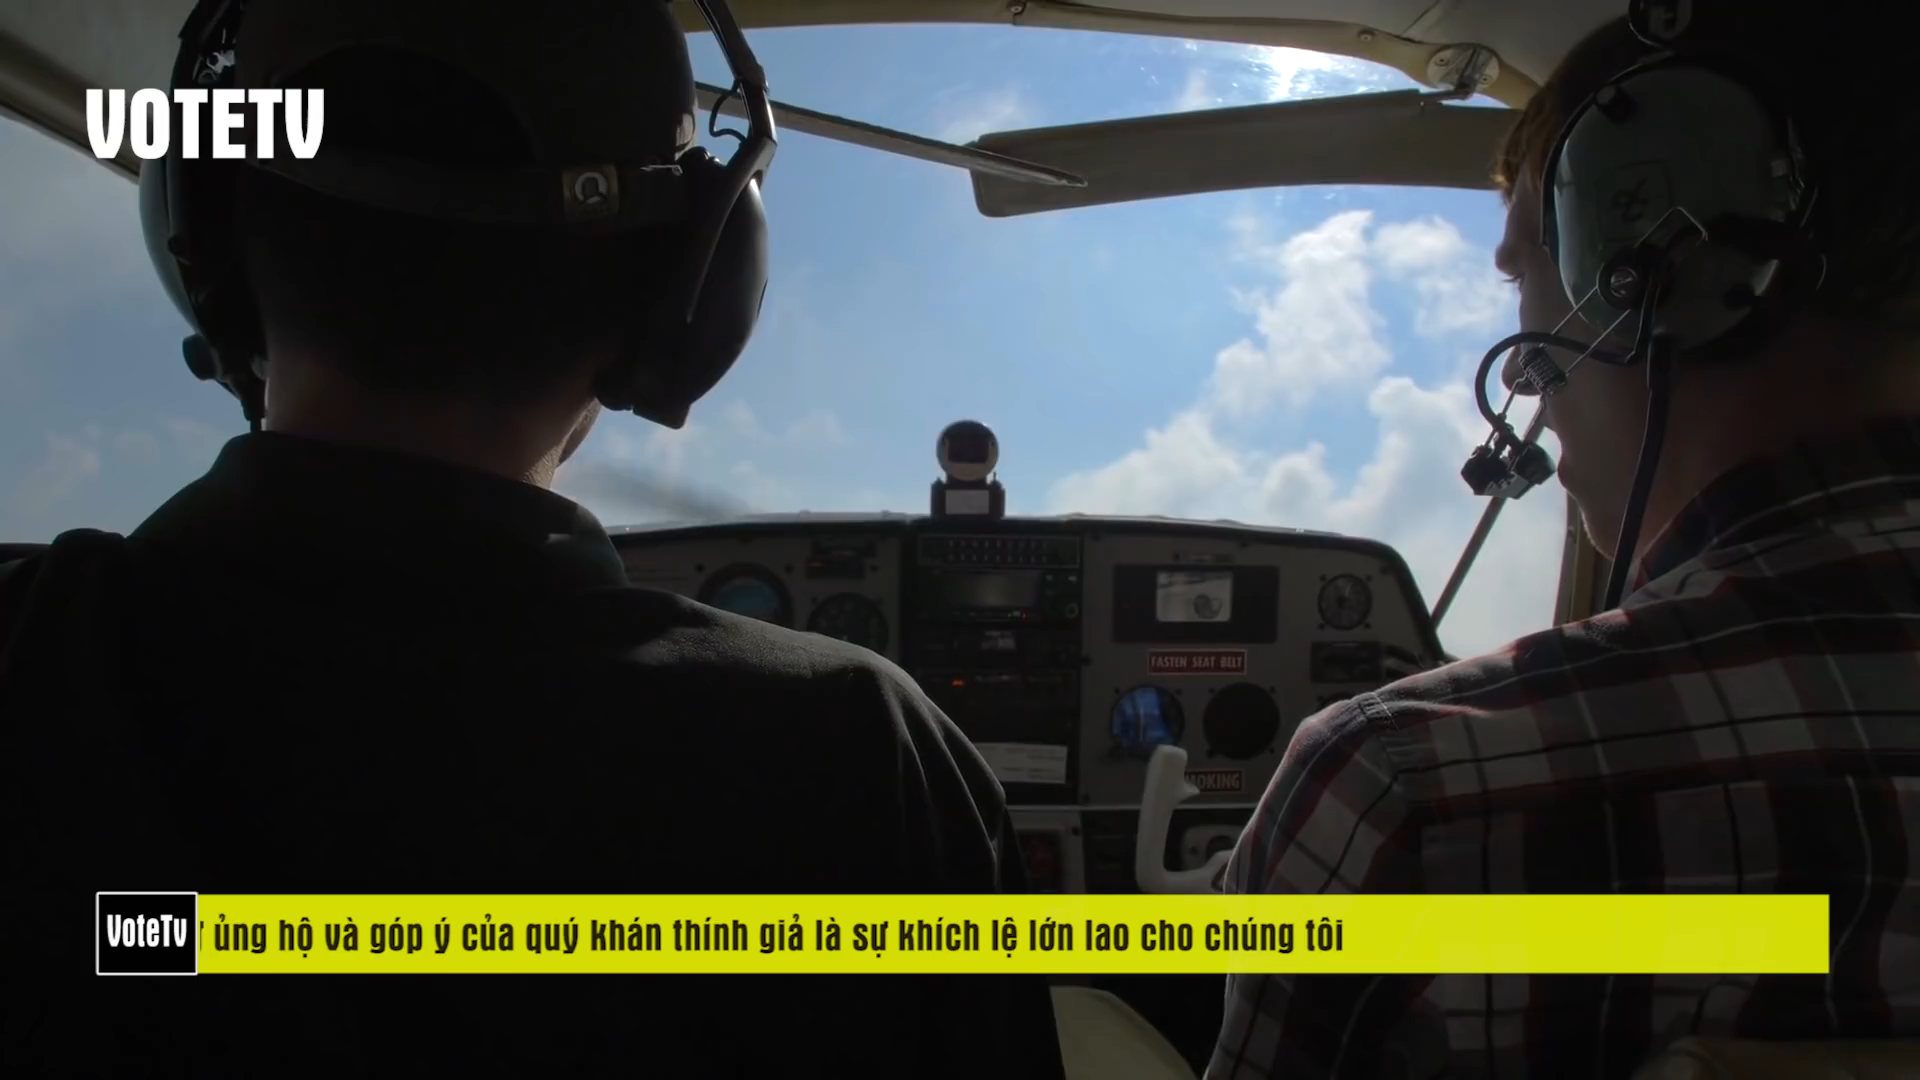 VOTETV
FASTEN SEAT BELT
VoteTv
ủng hộ và góp ý của quý khán thính giả là sự khích lệ lớn lao cho chúng tôi